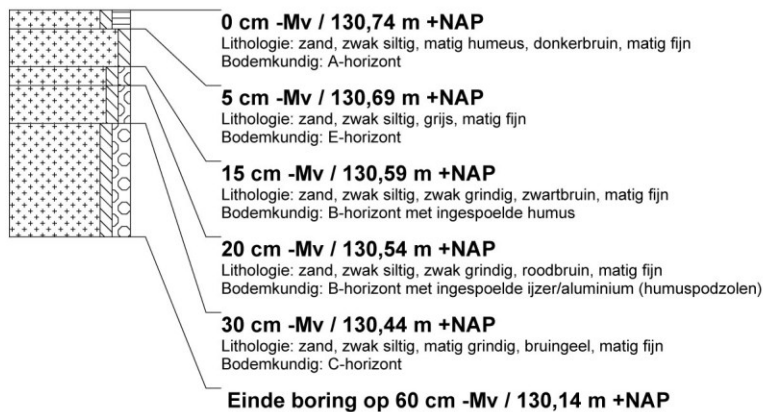 0 cm -Mv / 130,74 m +NAP
Lithologie: zand, zwak siltig, matig humeus, donkerbruin, matig fijn
Bodemkundig: A-horizont
5 cm -Mv / 130,69 m +NAP
Lithologie: zand, zwak siltig, grijs, matig fijn
Bodemkundig: E-horizont
15 cm -Mv / 130,59 m +NAP
Lithologie: zand, zwak siltig, zwak grindig, zwartbruin, matig fijn
Bodemkundig: B-horizont met ingespoelde humus
20 cm -Mv / 130,54 m +NAP
Lithologie: zand, zwak siltig, zwak grindig, roodbruin, matig fijn
Bodemkundig: B-horizont met ingespoelde ijzer/aluminium (humuspodzolen)
30 cm -Mv / 130,44 m +NAP
Lithologie: zand, zwak siltig, matig grindig, bruingeel, matig fijn
Bodemkundig: C-horizont
Einde boring op 60 cm -Mv / 130,14 m +NAP